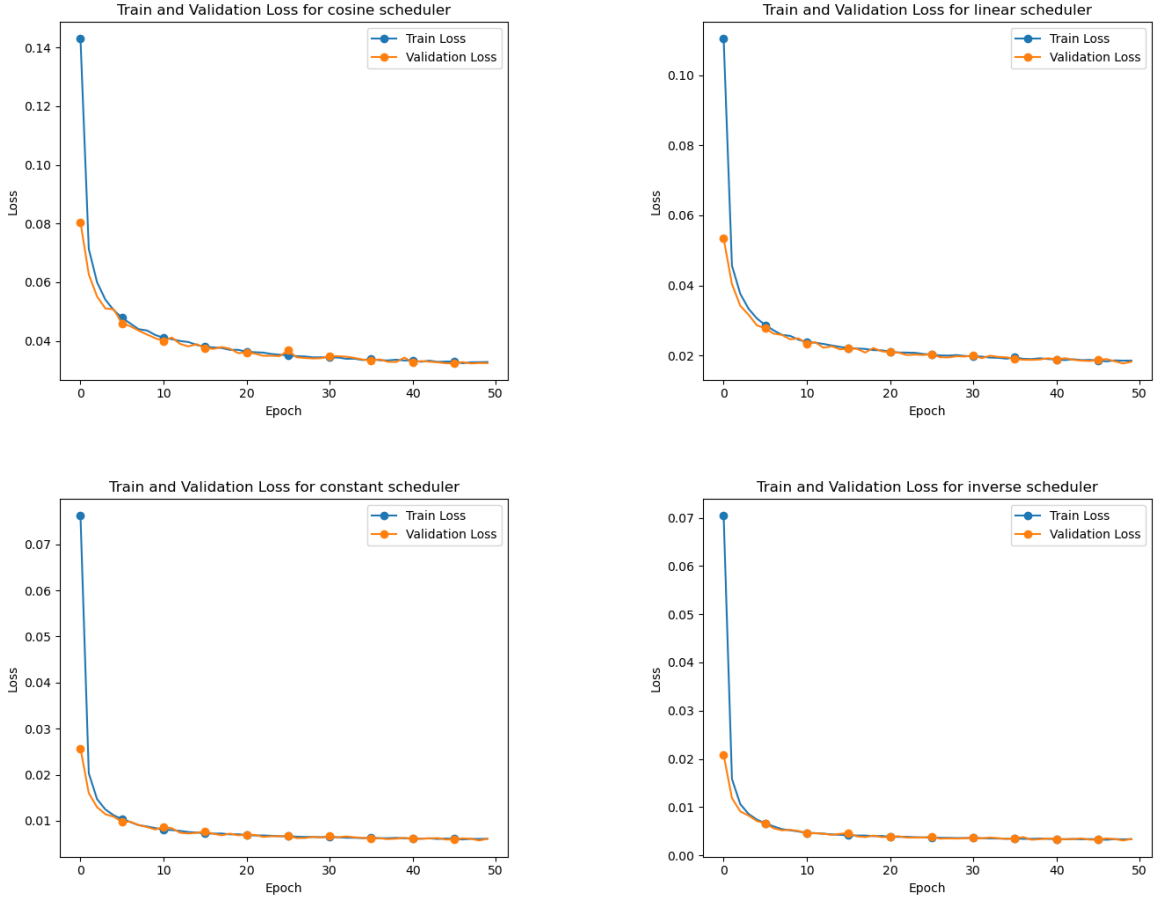 Train and Validation Loss for cosine scheduler
Train Loss
Validation Loss
0.14
0.12
0.10
0.08
0.06
0.04
Loss
0 10 20 30 40 50
Epoch
Train and Validation Loss for linear scheduler
Train Loss
Validation Loss
0.10
0.08
0.06
0.04
0.02
Loss
0 10 20 30 40 50
Epoch
Train and Validation Loss for constant scheduler
Train Loss
Validation Loss
0.07
0.06
0.05
0.04
0.03
0.02
0.01
Loss
0 10 20 30 40 50
Epoch
Train and Validation Loss for inverse scheduler
Train Loss
Validation Loss
0.07
0.06
0.05
0.04
0.03
0.02
0.01
0.00
Loss
0 10 20 30 40 50
Epoch